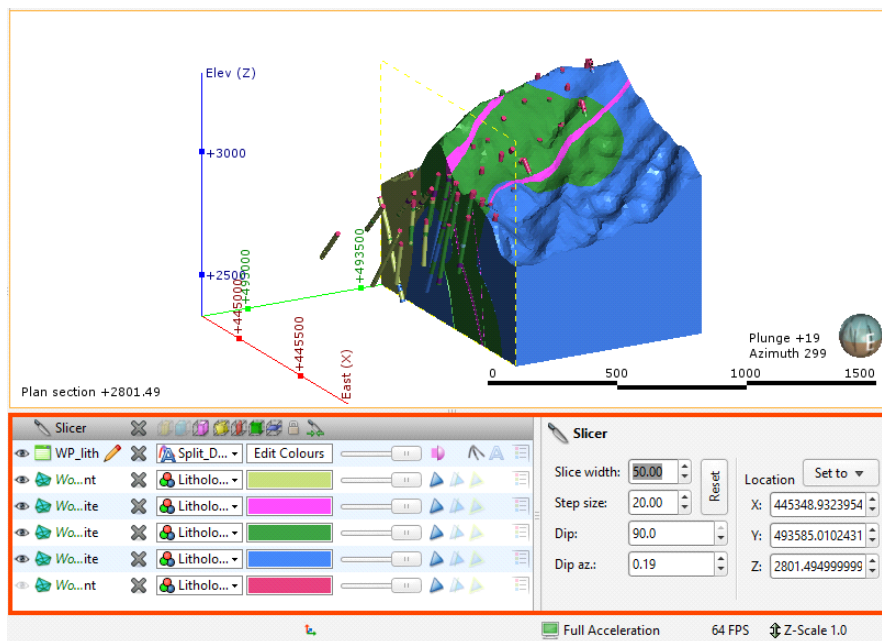 Elev (Z)
+3000
+2500
+493000
+493500
+445000
+445500
East (X)
Plunge +19
Azimuth 299
E
0 500 1000 1500
Plan section +2801.49
Slicer
WP_lith Split_D... Edit Colours A
Wo...nt Litholo...
Wo...ite Litholo...
Wo...ite Litholo...
Wo...ite Litholo...
Wo...nt Litholo...
Slicer
Slice width: 50.00
Step size: 20.00
Reset
Dip: 90.0
Dip az.: 0.19
Location Set to
X: 445348.9323954
Y: 493585.0102431
Z: 2801.494999999
Full Acceleration 64 FPS Z-Scale 1.0